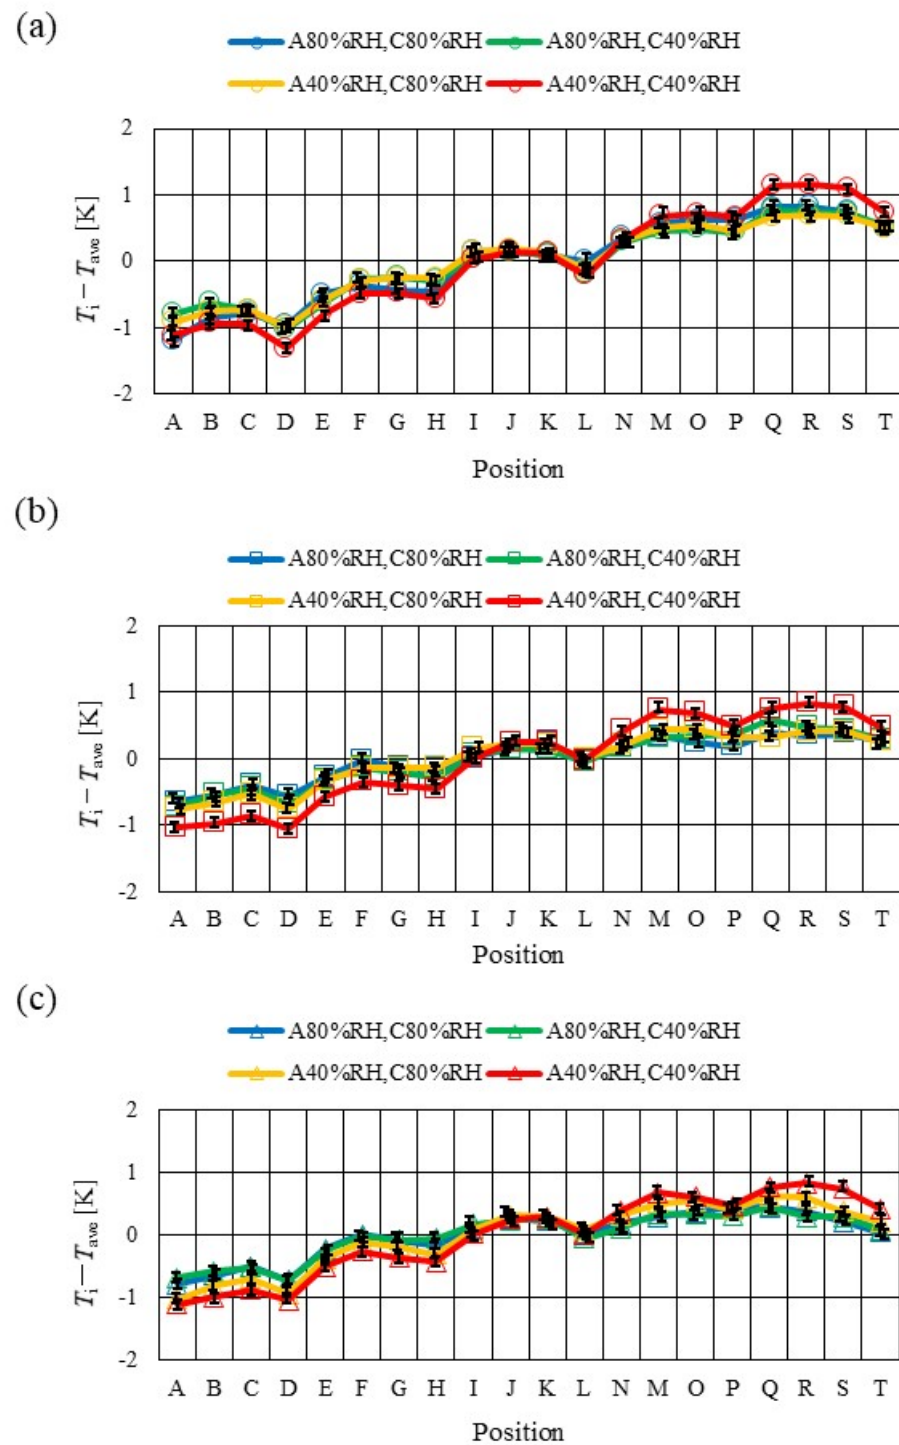 (a)
A80%RH,C80%RH A80%RH,C40%RH
A40%RH,C80%RH A40%RH,C40%RH
2
1
0
-1
-2
Ti − Tave [K]
A B C D E F G H I J K L N M O P Q R S T
Position
(b)
A80%RH,C80%RH A80%RH,C40%RH
A40%RH,C80%RH A40%RH,C40%RH
2
1
0
-1
-2
Ti − Tave [K]
A B C D E F G H I J K L N M O P Q R S T
Position
(c)
A80%RH,C80%RH A80%RH,C40%RH
A40%RH,C80%RH A40%RH,C40%RH
2
1
0
-1
-2
Ti — Tave [K]
A B C D E F G H I J K L N M O P Q R S T
Position